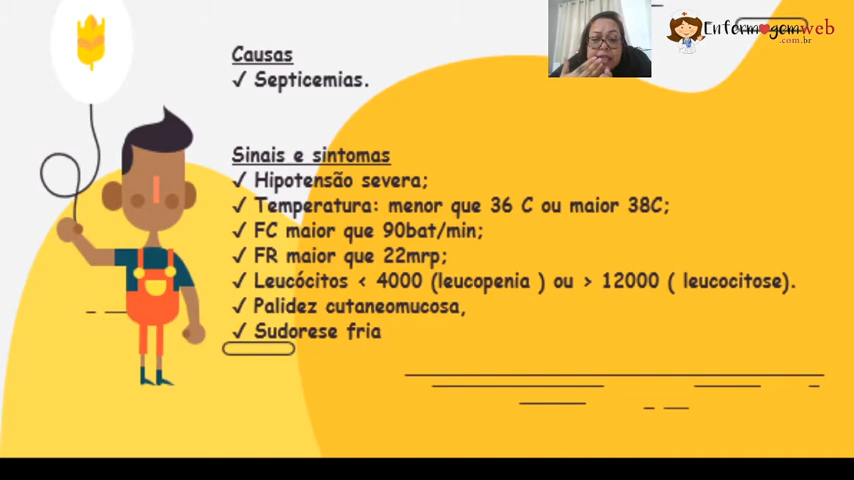 Causas
✓ Septicemias.
Enfermagemweb
.com.br
Sinais e sintomas
✓ Hipotensão severa;
✓ Temperatura: menor que 36 C ou maior 38C;
✓ FC maior que 90bat/min;
✓ FR maior que 22mrp;
✓ Leucócitos < 4000 (leucopenia ) ou > 12000 ( leucocitose).
✓ Palidez cutaneomucosa,
✓ Sudorese fria